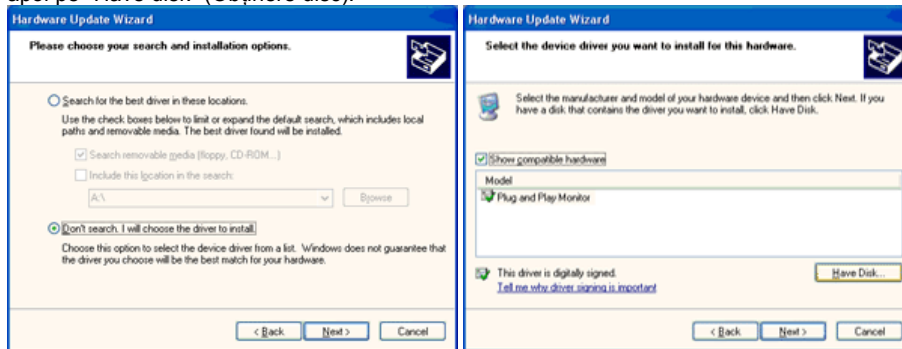 apoi pe "Have disk" (Obţinere disc).
Hardware Update Wizard
Please choose your search and installation options.
Search for the best driver in these locations.
Use the check boxes below to limit or expand the default search, which includes local
paths and removable media. The best driver found will be installed.
Search removable media (floppy, CD-ROM...)
Include this location in the search:
A:\
Browse
Don't search. I will choose the driver to install.
Choose this option to select the device driver from a list. Windows does not guarantee that
the driver you choose will be the best match for your hardware.
< Back
Next >
Cancel
Hardware Update Wizard
Select the device driver you want to install for this hardware.
Select the manufacturer and model of your hardware device and then click Next. If you
have a disk that contains the driver you want to install, click Have Disk.
Show compatible hardware
Model
Plug and Play Monitor
This driver is digitally signed.
Tell me why driver signing is important
Have Disk...
< Back
Next >
Cancel